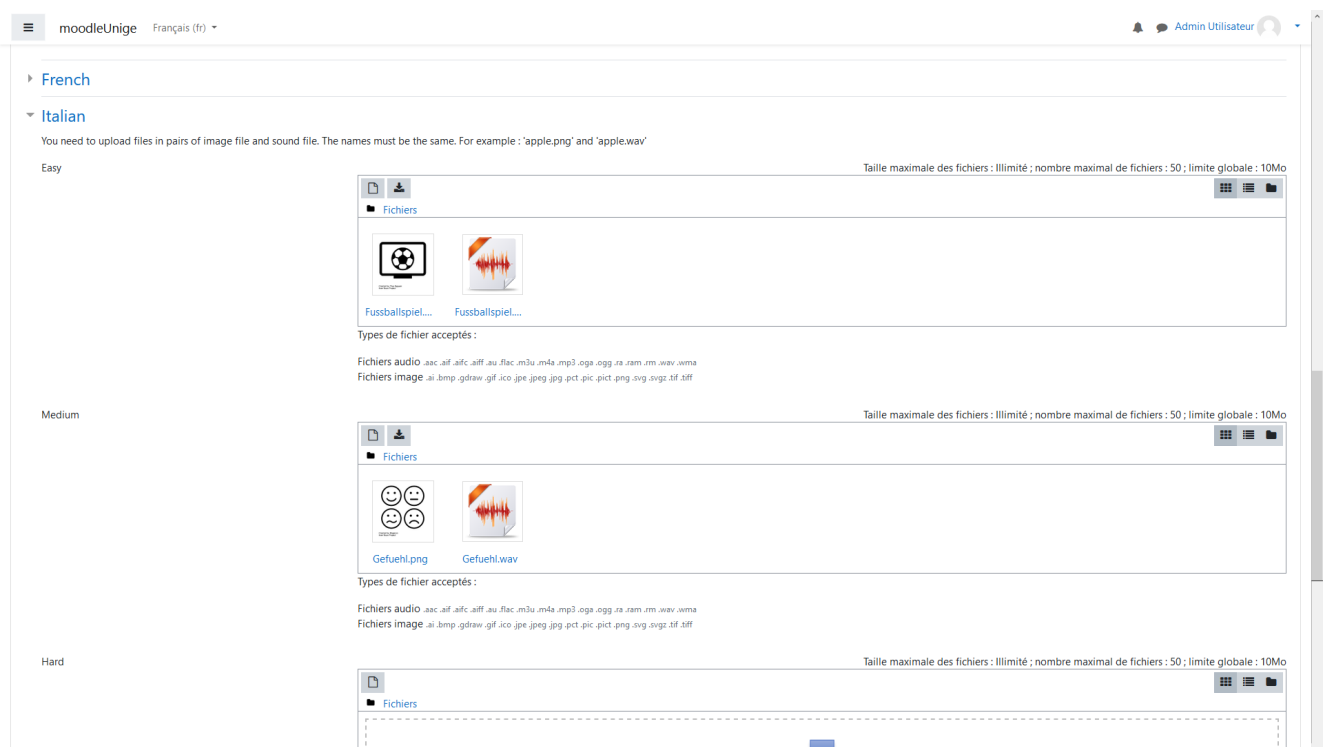 moodleUnige Français (fr)
Admin Utilisateur
French
Italian
You need to upload files in pairs of image file and sound file. The names must be the same. For example : 'apple.png' and 'apple.wav'
Easy
Taille maximale des fichiers : Illimité ; nombre maximal de fichiers : 50 ; limite globale : 10Mo
Fichiers
Fussballspiel.... Fussballspiel....
Types de fichier acceptés :
Fichiers audio .aac .aif .aifc .aiff .au .flac .m3u .m4a .mp3 .oga .ogg .ra .ram .rm .wav .wma
Fichiers image .ai .bmp .gdraw .gif .ico .jpe .jpeg .jpg .pct .pic .pict .png .svg .svgz .tif .tiff
Medium
Taille maximale des fichiers : Illimité ; nombre maximal de fichiers : 50 ; limite globale : 10Mo
Fichiers
Gefuehl.png Gefuehl.wav
Types de fichier acceptés :
Fichiers audio .aac .aif .aifc .aiff .au .flac .m3u .m4a .mp3 .oga .ogg .ra .ram .rm .wav .wma
Fichiers image .ai .bmp .gdraw .gif .ico .jpe .jpeg .jpg .pct .pic .pict .png .svg .svgz .tif .tiff
Hard
Taille maximale des fichiers : Illimité ; nombre maximal de fichiers : 50 ; limite globale : 10Mo
Fichiers